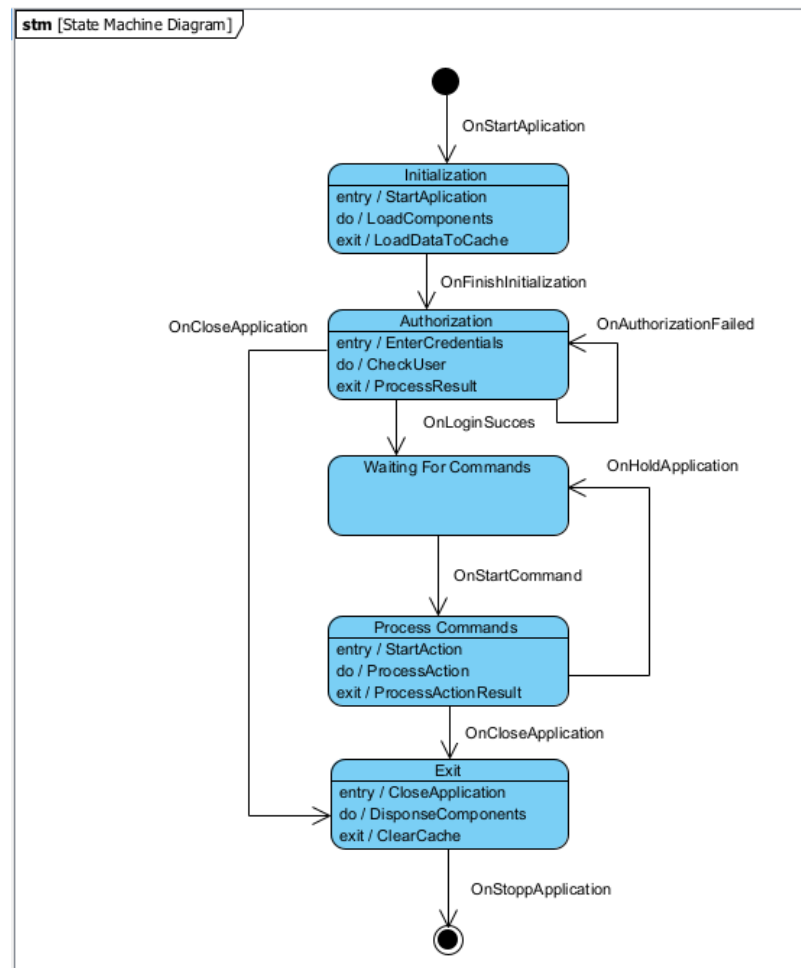 stm [State Machine Diagram]
OnStartAplication
Initialization
entry / StartAplication
do / LoadComponents
exit / LoadDataToCache
OnFinishInitialization
OnCloseApplication
Authorization
entry / EnterCredentials
do / CheckUser
exit / ProcessResult
OnAuthorizationFailed
OnLoginSucces
Waiting For Commands
OnHoldApplication
OnStartCommand
Process Commands
entry / StartAction
do / ProcessAction
exit / ProcessActionResult
OnCloseApplication
Exit
entry / CloseApplication
do / DisponseComponents
exit / ClearCache
OnStoppApplication